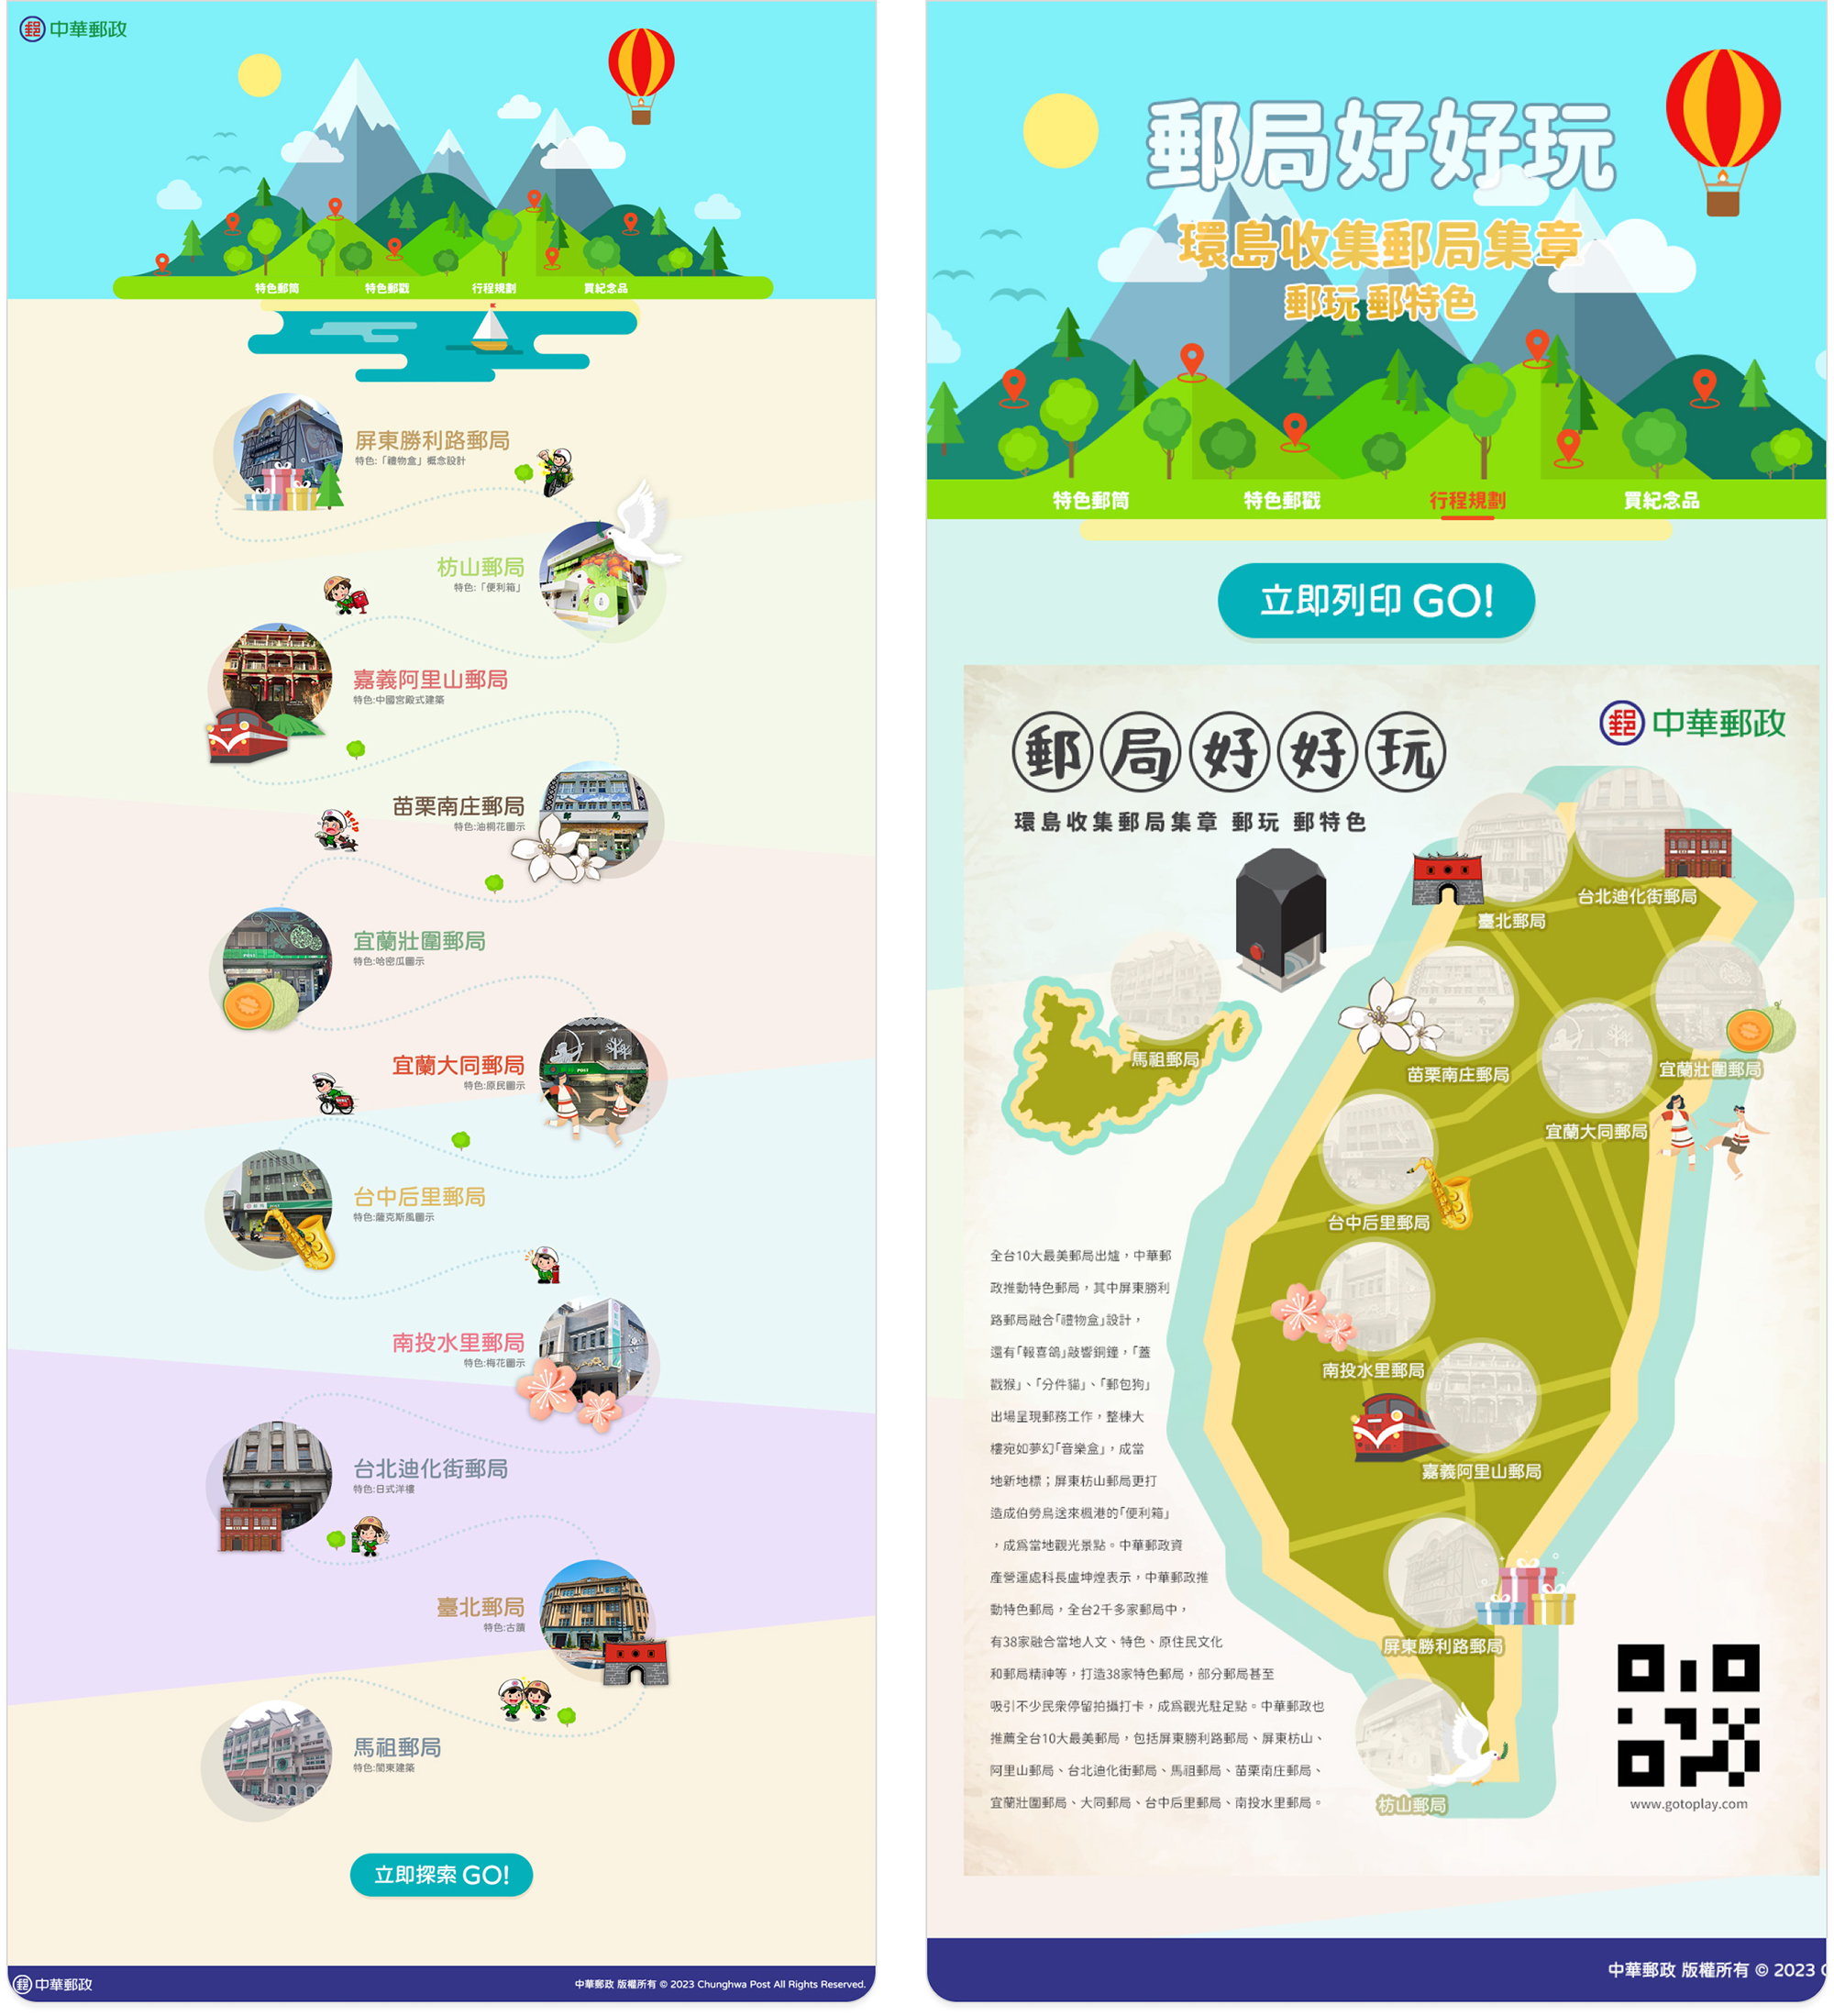 中華郵政
特色郵筒
特色郵戳
行程規劃
買紀念品
屏東勝利路郵局
特色:「禮物盒」概念設計
枋山郵局
特色:「便利箱」
嘉義阿里山郵局
特色:中國宮殿式建築
苗栗南庄郵局
特色:油桐花圖示
Help
宜蘭壯圍郵局
特色:哈密瓜圖示
宜蘭大同郵局
特色:原民圖示
台中后里郵局
特色:薩克斯風圖示
南投水里郵局
特色:梅花圖示
台北迪化街郵局
特色:日式洋樓
臺北郵局
特色:古蹟
馬祖郵局
特色:閩東建築
立即探索 GO!
中華郵政
中華郵政 版權所有 © 2023 Chunghwa Post All Rights Reserved.
郵局好好玩
環島收集郵局集章
郵玩 郵特色
特色郵筒
特色郵戳
行程規劃
買紀念品
立即列印 GO!
郵局好好玩
中華郵政
環島收集郵局集章 郵玩 郵特色
台北迪化街郵局
臺北郵局
馬祖郵局
苗栗南庄郵局
宜蘭壯圍郵局
宜蘭大同郵局
台中后里郵局
南投水里郵局
嘉義阿里山郵局
屏東勝利路郵局
枋山郵局
全台10大最美郵局出爐，中華郵
政推動特色郵局，其中屏東勝利
路郵局融合「禮物盒」設計，
還有「報喜鴿」敲響銅鐘，「蓋
戳猴」、「分件貓」、「郵包狗」
出場呈現郵務工作，整棟大
樓宛如夢幻「音樂盒」，成當
地新地標；屏東枋山郵局更打
造成伯勞鳥送來楓港的「便利箱」
，成為當地觀光景點。中華郵政資
產營運處科長盧坤煌表示，中華郵政推
動特色郵局，全台2千多家郵局中，
有38家融合當地人文、特色、原住民文化
和郵局精神等，打造38家特色郵局，部分郵局甚至
吸引不少民眾停留拍攝打卡，成為觀光駐足點。中華郵政也
推薦全台10大最美郵局，包括屏東勝利路郵局、屏東枋山、
阿里山郵局、台北迪化街郵局、馬祖郵局、苗栗南庄郵局、
宜蘭壯圍郵局、大同郵局、台中后里郵局、南投水里郵局。
www.gotoplay.com
中華郵政 版權所有 © 2023